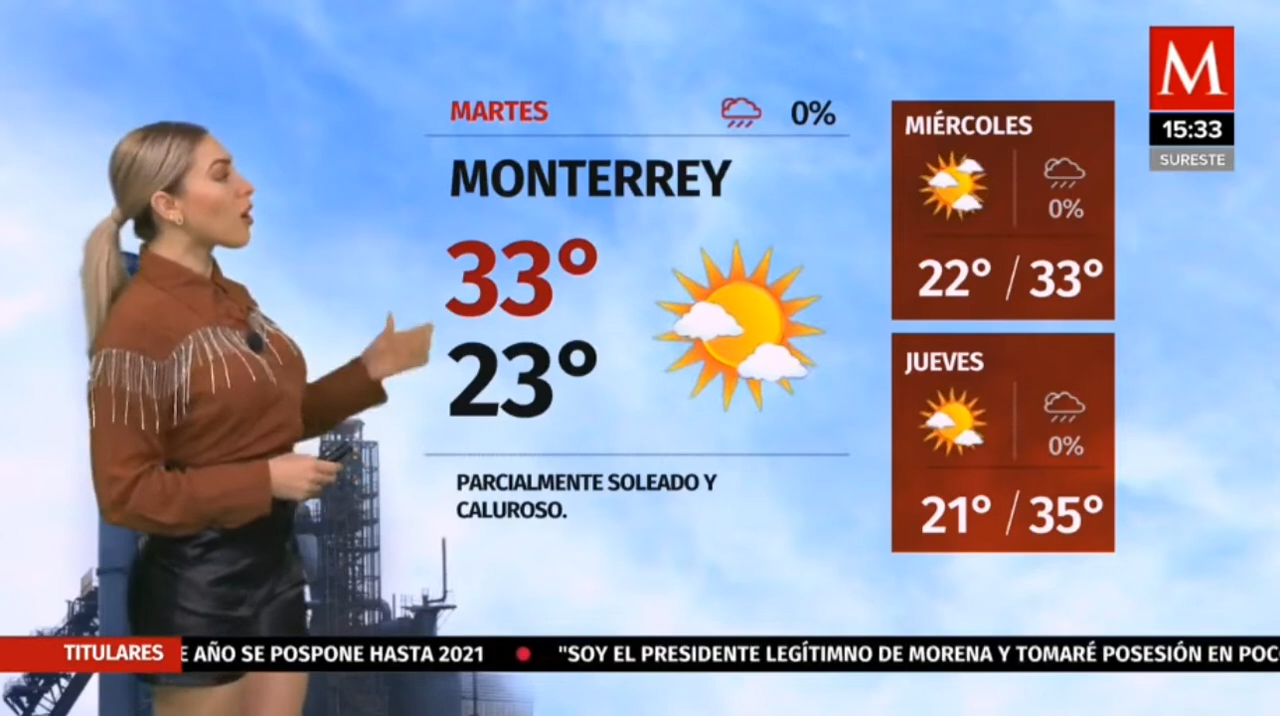 MARTES 0%
MONTERREY
33°
23°
PARCIALMENTE SOLEADO Y
CALUROSO.
MIÉRCOLES
0%
22° / 33°
JUEVES
0%
21° / 35°
M
15:33
SURESTE
TITULARES E AÑO SE POSPONE HASTA 2021 "SOY EL PRESIDENTE LEGÍTIMNO DE MORENA Y TOMARÉ POSESIÓN EN POC